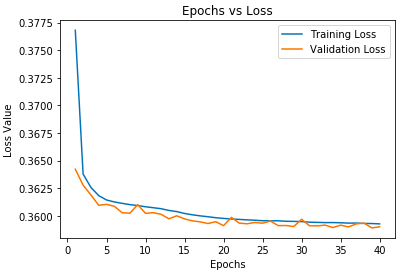 Epochs vs Loss
Training Loss
Validation Loss
Loss Value
0.3775
0.3750
0.3725
0.3700
0.3675
0.3650
0.3625
0.3600
0 5 10 15 20 25 30 35 40
Epochs